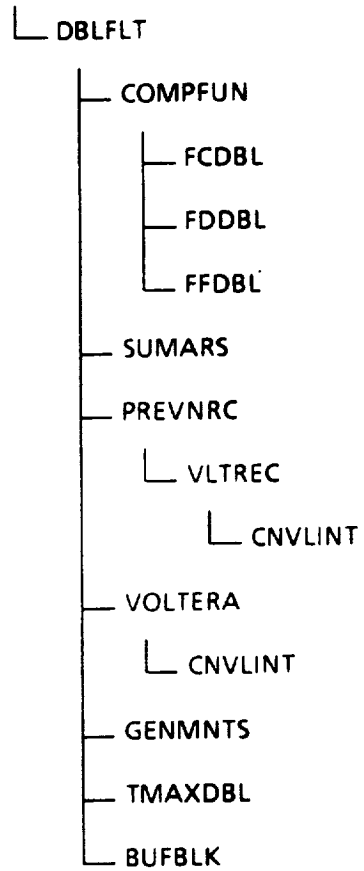 DBLFLT
COMPFUN
FCDBL
FDDBL
FFDBL
SUMARS
PREVNRC
VLTREC
CNVLINT
VOLTERA
CNVLINT
GENMNTS
TMAXDBL
BUFBLK